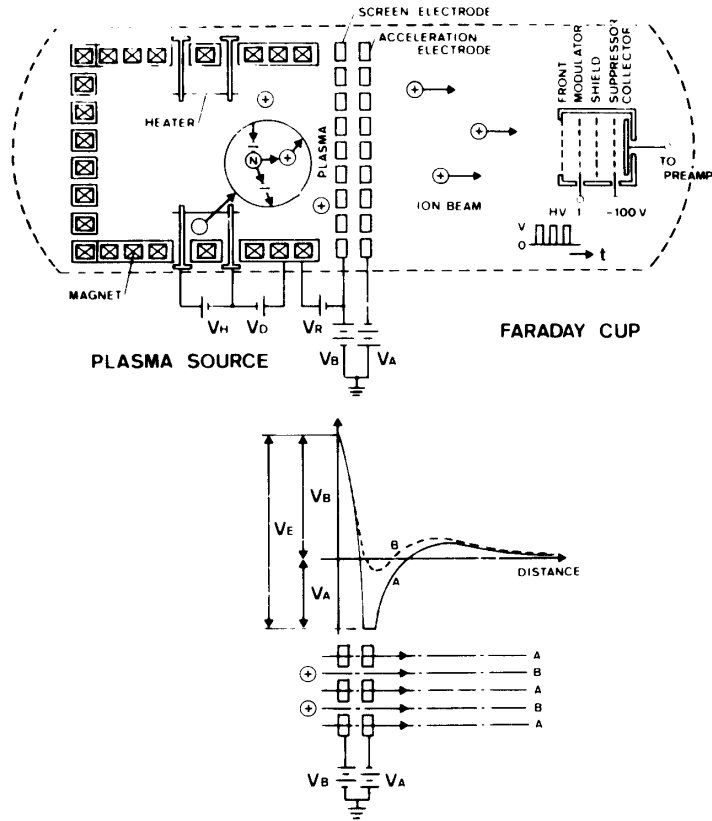 SCREEN ELECTRODE
ACCELERATION
ELECTRODE
HEATER
N
PLASMA
FRONT
MODULATOR
SHIELD
SUPPRESSOR
COLLECTOR
TO
PREAMP
ION BEAM
HV 1 -100 V
V
0
t
MAGNET
VH VD VR
VB VA
PLASMA SOURCE
FARADAY CUP
VB
VE
VA
B
A
DISTANCE
A
B
A
B
A
VB VA